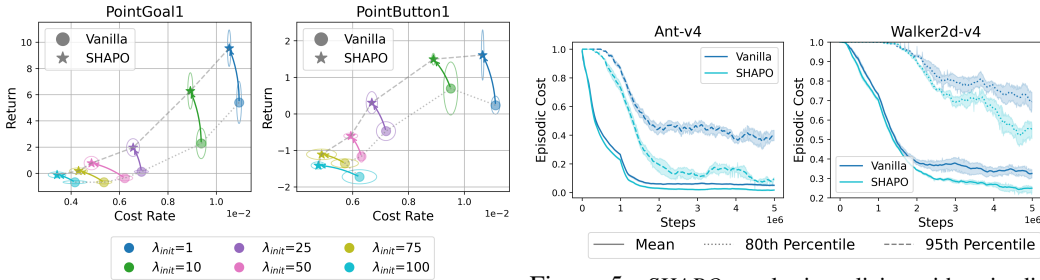 PointGoal1
Vanilla
SHAPO
10
8
6
4
2
0
Return
0.4 0.6 0.8 1.0
1e−2
Cost Rate
PointButton1
Vanilla
SHAPO
2
1
0
−1
−2
Return
0.6 0.8 1.0
1e−2
Cost Rate
λinit=1 λinit=25 λinit=75
λinit=10 λinit=50 λinit=100
Ant-v4
Vanilla
SHAPO
1.0
0.8
0.6
0.4
0.2
0.0
Episodic Cost
0 1 2 3 4 5
1e6
Steps
Walker2d-v4
1.0
0.9
0.8
0.7
0.6
0.5
0.4
0.3
0.2
Episodic Cost
Vanilla
SHAPO
0 1 2 3 4 5
1e6
Steps
Mean 80th Percentile 95th Percentile